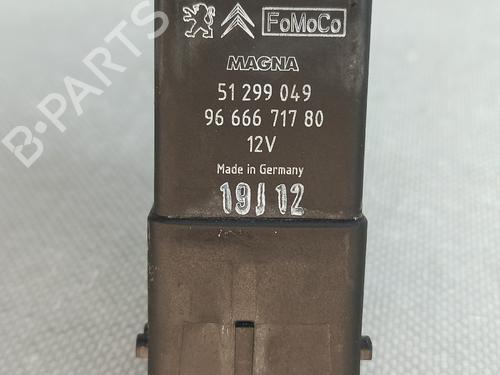 FoMoCo
MAGNA
51 299 049
96 666 717 80
12V
Made in Germany
19J12
B-PARTS